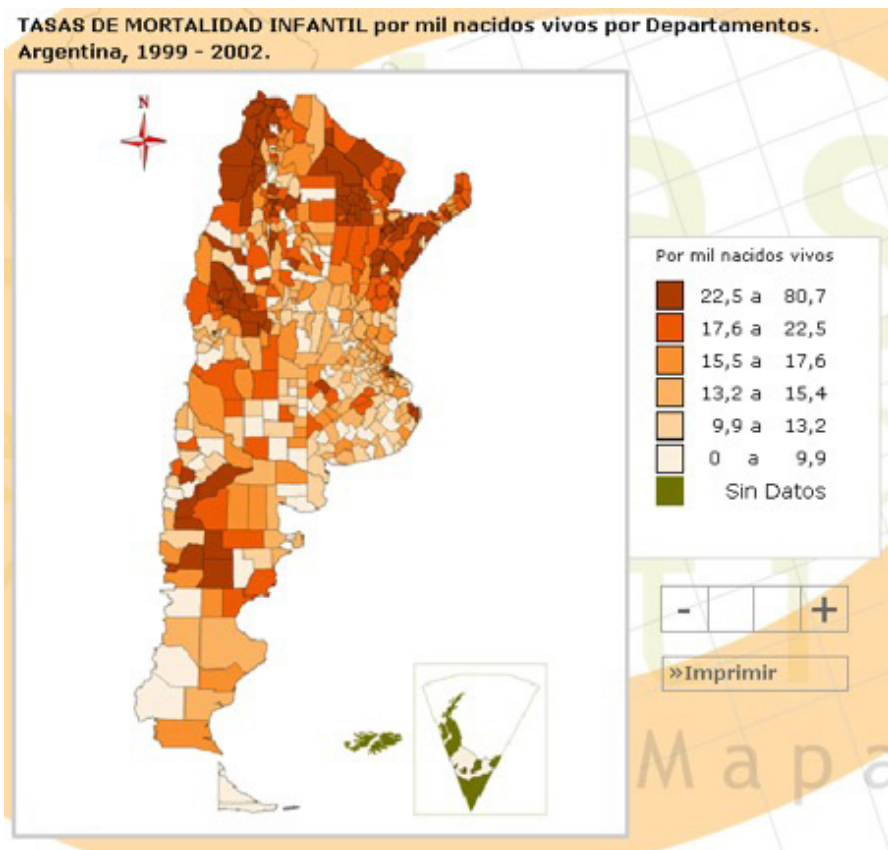 TASAS DE MORTALIDAD INFANTIL por mil nacidos vivos por Departamentos.
Argentina, 1999 - 2002.
N
Por mil nacidos vivos
22,5 a 80,7
17,6 a 22,5
15,5 a 17,6
13,2 a 15,4
9,9 a 13,2
0 a 9,9
Sin Datos
- +
»Imprimir
Mapa